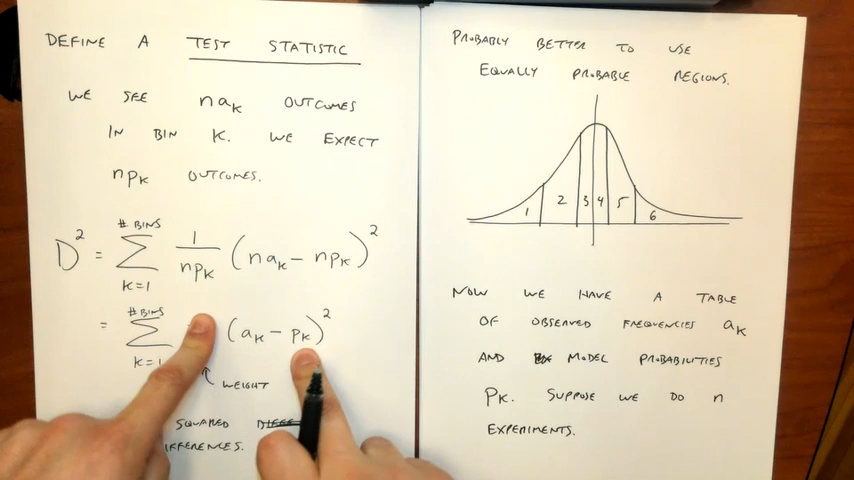 DEFINE A TEST STATISTIC
WE SEE nak OUTCOMES
IN BIN K. WE EXPECT
npk OUTCOMES.
# BINS
D² = Σ 1/npk (nak - npk)²
K=1
# BINS
= Σ (ak - pk)²
K=1
WEIGHT
SQUARED
PROBABLY BETTER TO USE
EQUALLY PROBABLE REGIONS.
1 2 3 4 5 6
NOW WE HAVE A TABLE
OF OBSERVED FREQUENCIES ak
AND MODEL PROBABILITIES
pk. SUPPOSE WE DO n
EXPERIMENTS.